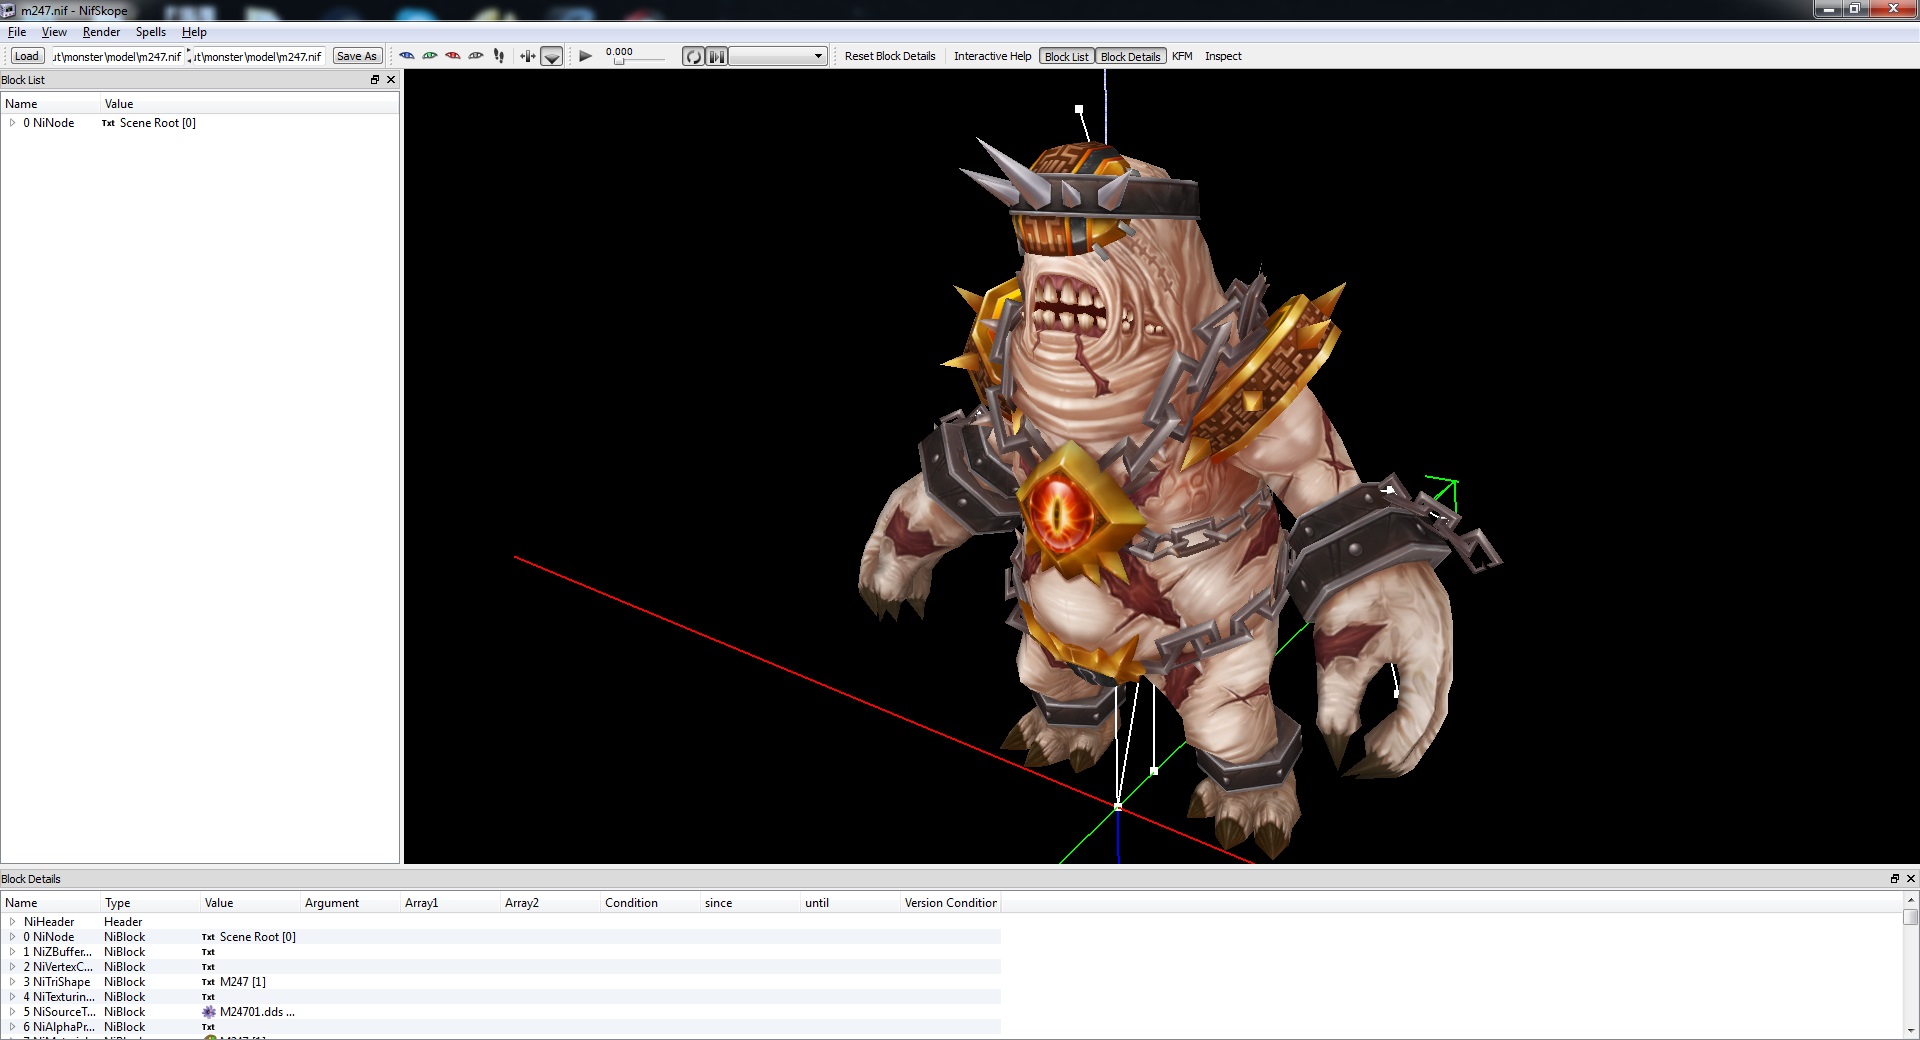 m247.nif - NifSkope
File View Render Spells Help
Load ut\monster\model\m247.nif ut\monster\model\m247.nif Save As 0.000 Reset Block Details Interactive Help Block List Block Details KFM Inspect
Block List
Name Value
0 NiNode Txt Scene Root [0]
Block Details
Name Type Value Argument Array1 Array2 Condition since until Version Condition
NiHeader Header
0 NiNode NiBlock Txt Scene Root [0]
1 NiZBuffer... NiBlock Txt
2 NiVertexC... NiBlock Txt
3 NiTriShape NiBlock Txt M247 [1]
4 NiTexturin... NiBlock Txt
5 NiSourceT... NiBlock M24701.dds ...
6 NiAlphaPr... NiBlock Txt